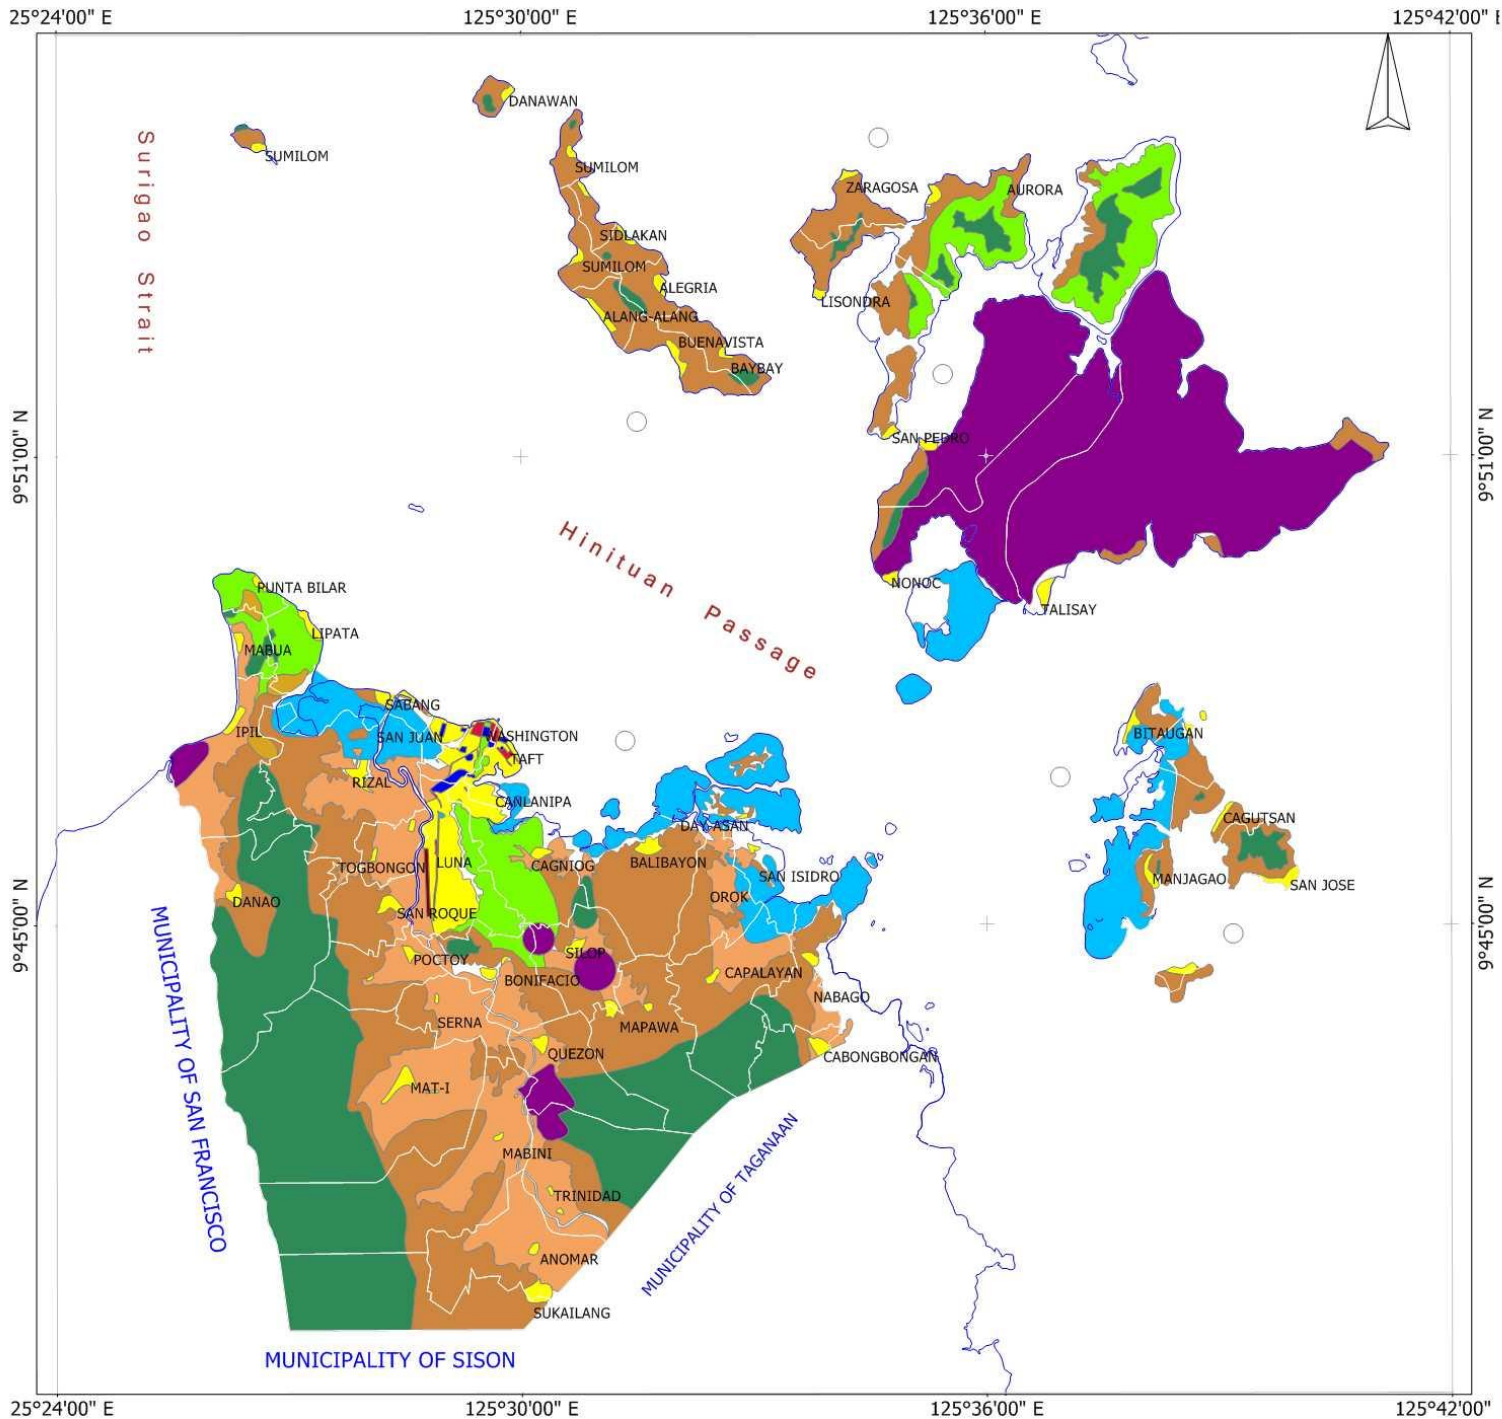 25°24'00" E
125°30'00" E
125°36'00" E
125°42'00" E
DANAWAN
SUMILOM
SUMILOM
ZARAGOSA
AURORA
Surigao Strait
SIDLAKAN
SUMILOM
ALEGRIA
LISONDRA
ALANG-ALANG
BUENAVISTA
BAYBAY
SAN PEDRO
9°51'00" N
9°51'00" N
Hinituan Passage
NONOC
TALISAY
PUNTA BILAR
LIPATA
MABUA
SABANG
IPIL
SAN JUAN
WASHINGTON
BITAUGAN
TAFT
RIZAL
CANLANIPA
DAY-ASAN
CAGUTSAN
TOGBONGON
LUNA
CAGNIOG
BALIBAYON
SAN ISIDRO
MANJAGAO
SAN JOSE
DANAO
OROK
SAN ROQUE
9°45'00" N
9°45'00" N
POCTOY
SILOP
BONIFACIO
CAPALAYAN
NABAGO
SERNA
MAPAWA
QUEZON
CABONGBONGAN
MAT-I
MUNICIPALITY OF SAN FRANCISCO
MABINI
TRINIDAD
MUNICIPALITY OF TAGANAAN
ANOMAR
SUKAILANG
MUNICIPALITY OF SISON
25°24'00" E
125°30'00" E
125°36'00" E
125°42'00"